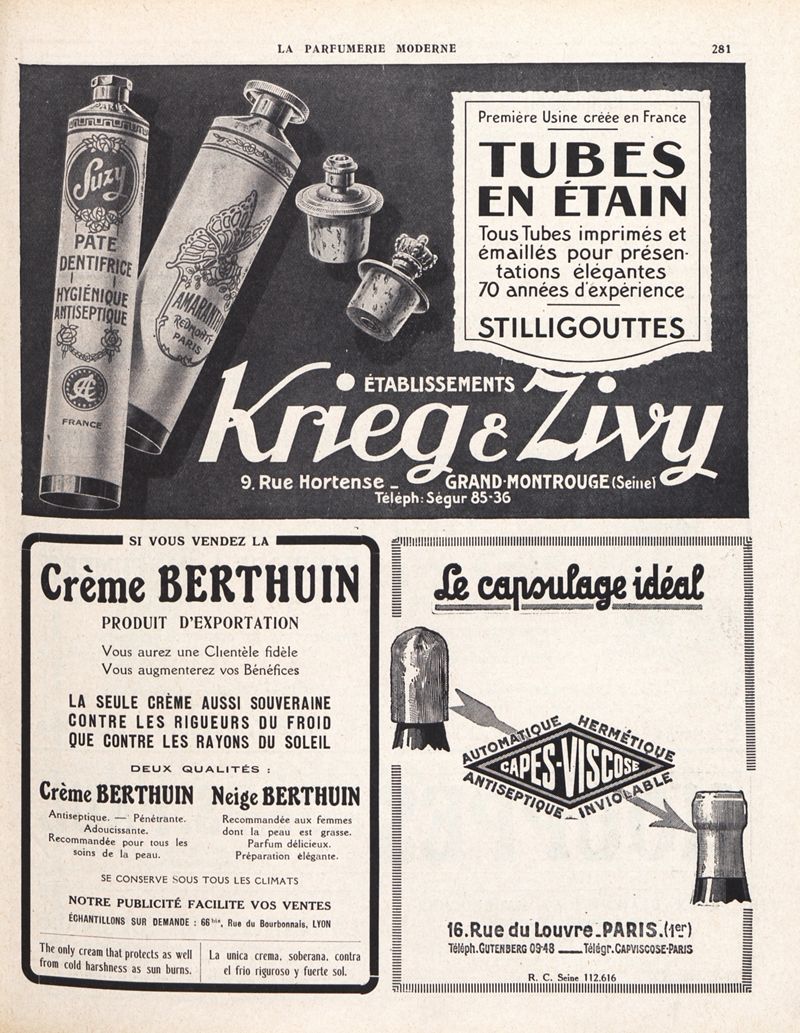 LA PARFUMERIE MODERNE
281
Suzy
PATE
DENTIFRICE
HYGIÉNIQUE
ANTISEPTIQUE
FRANCE
REDMONT'S
PARIS
Première Usine créée en France
TUBES
EN ÉTAIN
Tous Tubes imprimés et
émaillés pour présen-
tations élégantes
70 années d'expérience
STILLIGOUTTES
ÉTABLISSEMENTS
Krieg & Zivy
9. Rue Hortense _ GRAND-MONTROUGE (Seine)
Téléph: Ségur 85-36
SI VOUS VENDEZ LA
Crème BERTHUIN
PRODUIT D'EXPORTATION
Vous aurez une Clientèle fidèle
Vous augmenterez vos Bénéfices
LA SEULE CRÈME AUSSI SOUVERAINE
CONTRE LES RIGUEURS DU FROID
QUE CONTRE LES RAYONS DU SOLEIL
DEUX QUALITÉS :
Crème BERTHUIN
Antiseptique. — Pénétrante.
Adoucissante.
Recommandée pour tous les
soins de la peau.
Neige BERTHUIN
Recommandée aux femmes
dont la peau est grasse.
Parfum délicieux.
Préparation élégante.
SE CONSERVE SOUS TOUS LES CLIMATS
NOTRE PUBLICITÉ FACILITE VOS VENTES
ÉCHANTILLONS SUR DEMANDE : 66 bis, Rue du Bourbonnais, LYON
The only cream that protects as well
from cold harshness as sun burns.
La unica crema, soberana, contra
el frio riguroso y fuerte sol.
Le capsulage idéal
AUTOMATIQUE HERMÉTIQUE
CAPES-VISCOSE
ANTISEPTIQUE _ INVIOLABLE
16. Rue du Louvre _ PARIS. (1er)
Téléph. GUTENBERG 09-48 ___ Télégr. CAPVISCOSE-PARIS
R. C. Seine 112.616